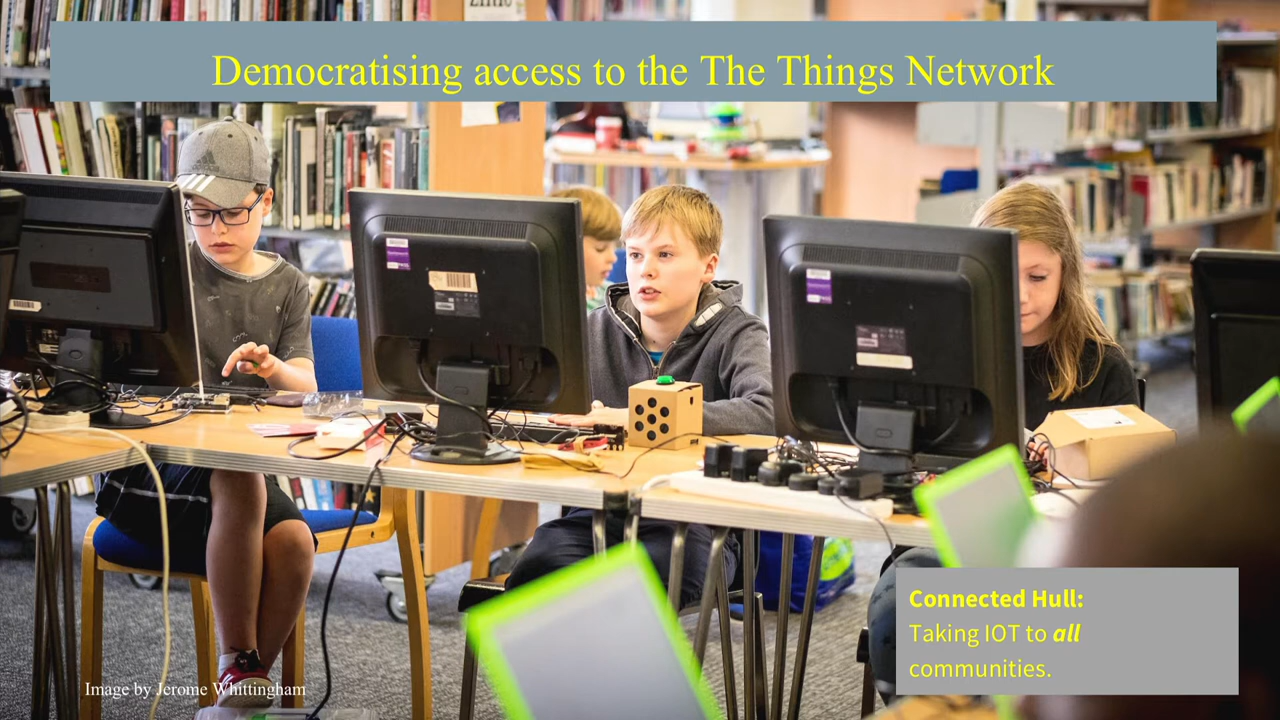 Democratising access to the The Things Network
Connected Hull:
Taking IOT to all
communities.
Image by Jerome Whittingham